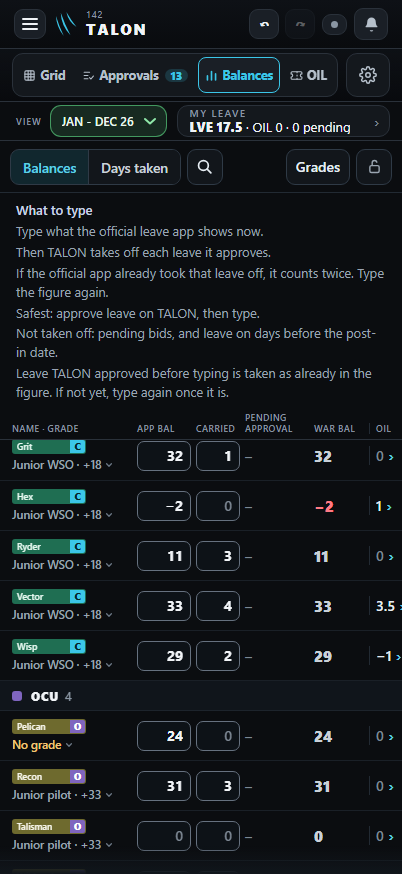 142
TALON
Grid
Approvals 13
Balances
OIL
VIEW
JAN - DEC 26
MY LEAVE
LVE 17.5 · OIL 0 · 0 pending
Balances
Days taken
Grades
What to type
Type what the official leave app shows now.
Then TALON takes off each leave it approves.
If the official app already took that leave off, it counts twice. Type
the figure again.
Safest: approve leave on TALON, then type.
Not taken off: pending bids, and leave on days before the post-
in date.
Leave TALON approved before typing is taken as already in the
figure. If not yet, type again once it is.
NAME · GRADE APP BAL CARRIED PENDING APPROVAL WAR BAL OIL
Grit C
Junior WSO · +18 32 1 – 32 0 ›
Hex C
Junior WSO · +18 −2 0 – −2 1 ›
Ryder C
Junior WSO · +18 11 3 – 11 0 ›
Vector C
Junior WSO · +18 33 4 – 33 3.5 ›
Wisp C
Junior WSO · +18 29 2 – 29 −1 ›
OCU 4
Pelican O
No grade 24 0 – 24 0 ›
Recon O
Junior pilot · +33 31 3 – 31 0 ›
Talisman O
Junior pilot · +33 0 0 – 0 0 ›